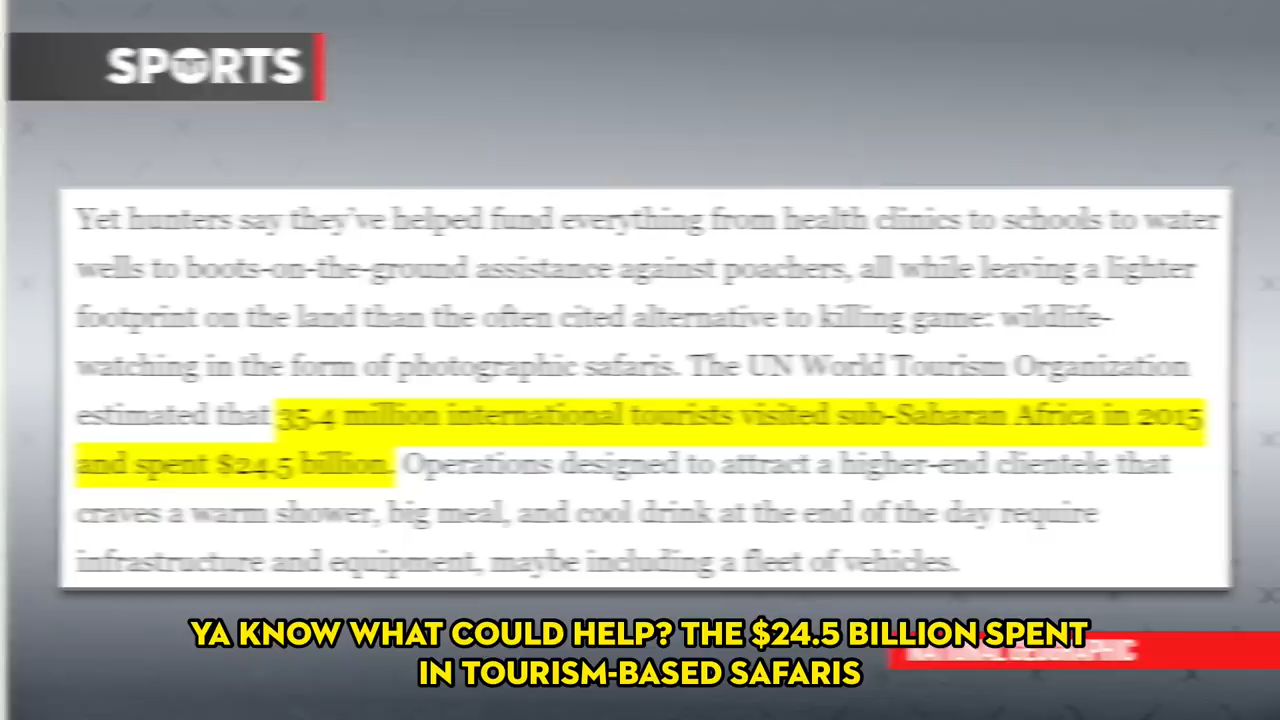 SPORTS
Yet hunters say they've helped fund everything from health clinics to schools to water
wells to boots-on-the-ground assistance against poachers, all while leaving a lighter
footprint on the land than the often cited alternative to killing game: wildlife-
watching in the form of photographic safaris. The UN World Tourism Organization
estimated that 35.4 million international tourists visited sub-Saharan Africa in 2015
and spent $24.5 billion. Operations designed to attract a higher-end clientele that
craves a warm shower, big meal, and cool drink at the end of the day require
infrastructure and equipment, maybe including a fleet of vehicles.
YA KNOW WHAT COULD HELP? THE $24.5 BILLION SPENT
IN TOURISM-BASED SAFARIS
NATIONAL GEOGRAPHIC